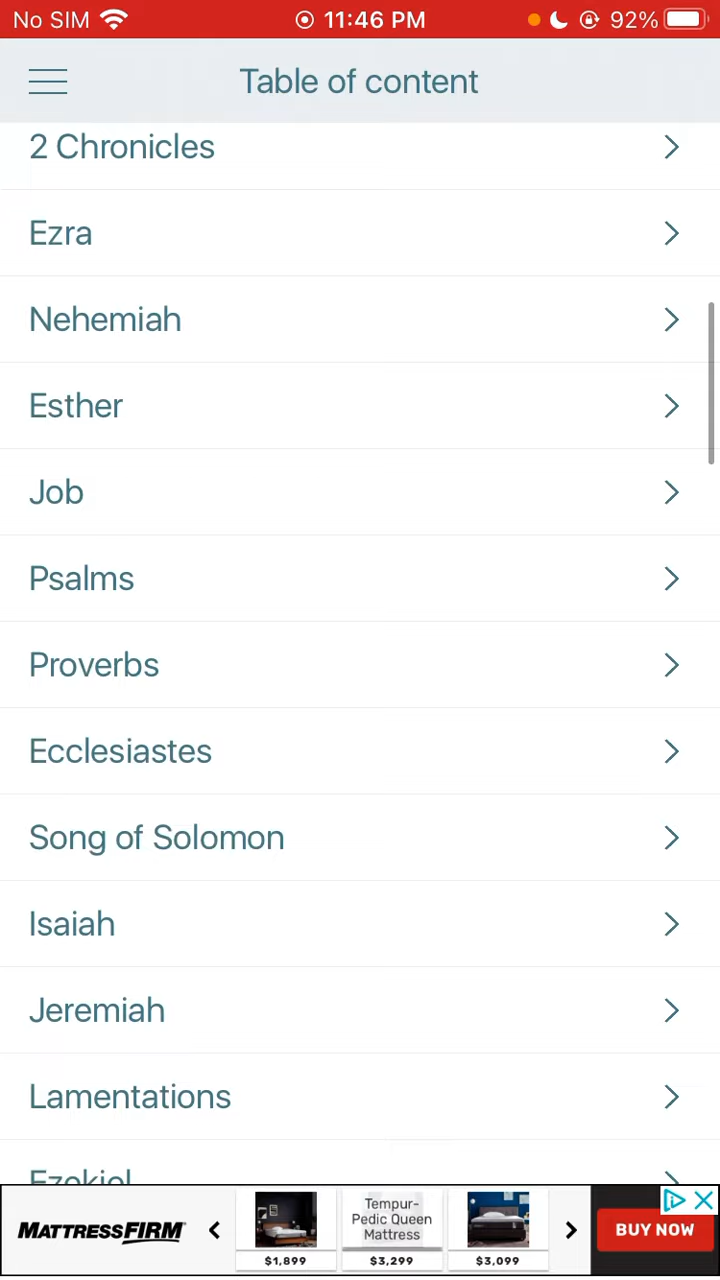 No SIM 11:46 PM 92%
Table of content
2 Chronicles
Ezra
Nehemiah
Esther
Job
Psalms
Proverbs
Ecclesiastes
Song of Solomon
Isaiah
Jeremiah
Lamentations
Ezekiel
MATTRESSFIRM
$1,899
Tempur-
Pedic Queen
Mattress
$3,299
$3,099
BUY NOW